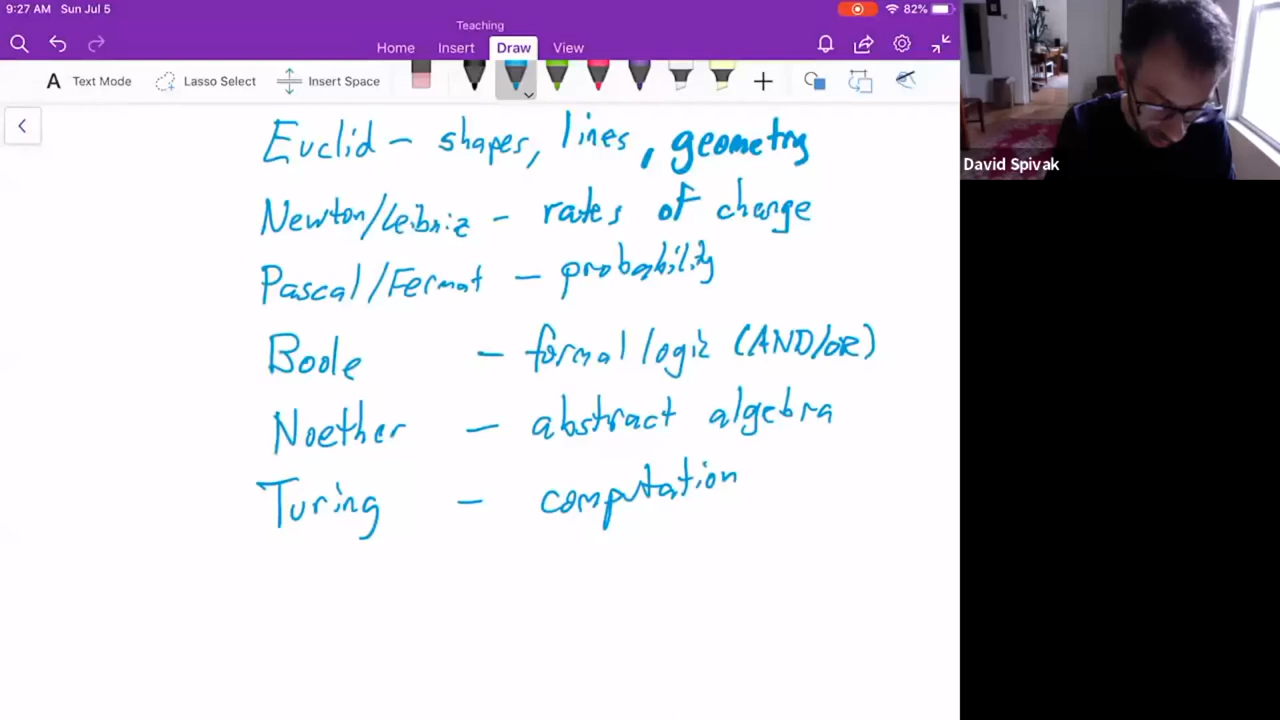 9:27 AM Sun Jul 5
82%
Teaching
Home Insert Draw View
A Text Mode Lasso Select Insert Space
David Spivak
Euclid – shapes, lines, geometry
Newton/Leibniz – rates of change
Pascal/Fermat – probability
Boole – formal logic (AND/OR)
Noether – abstract algebra
Turing – computation